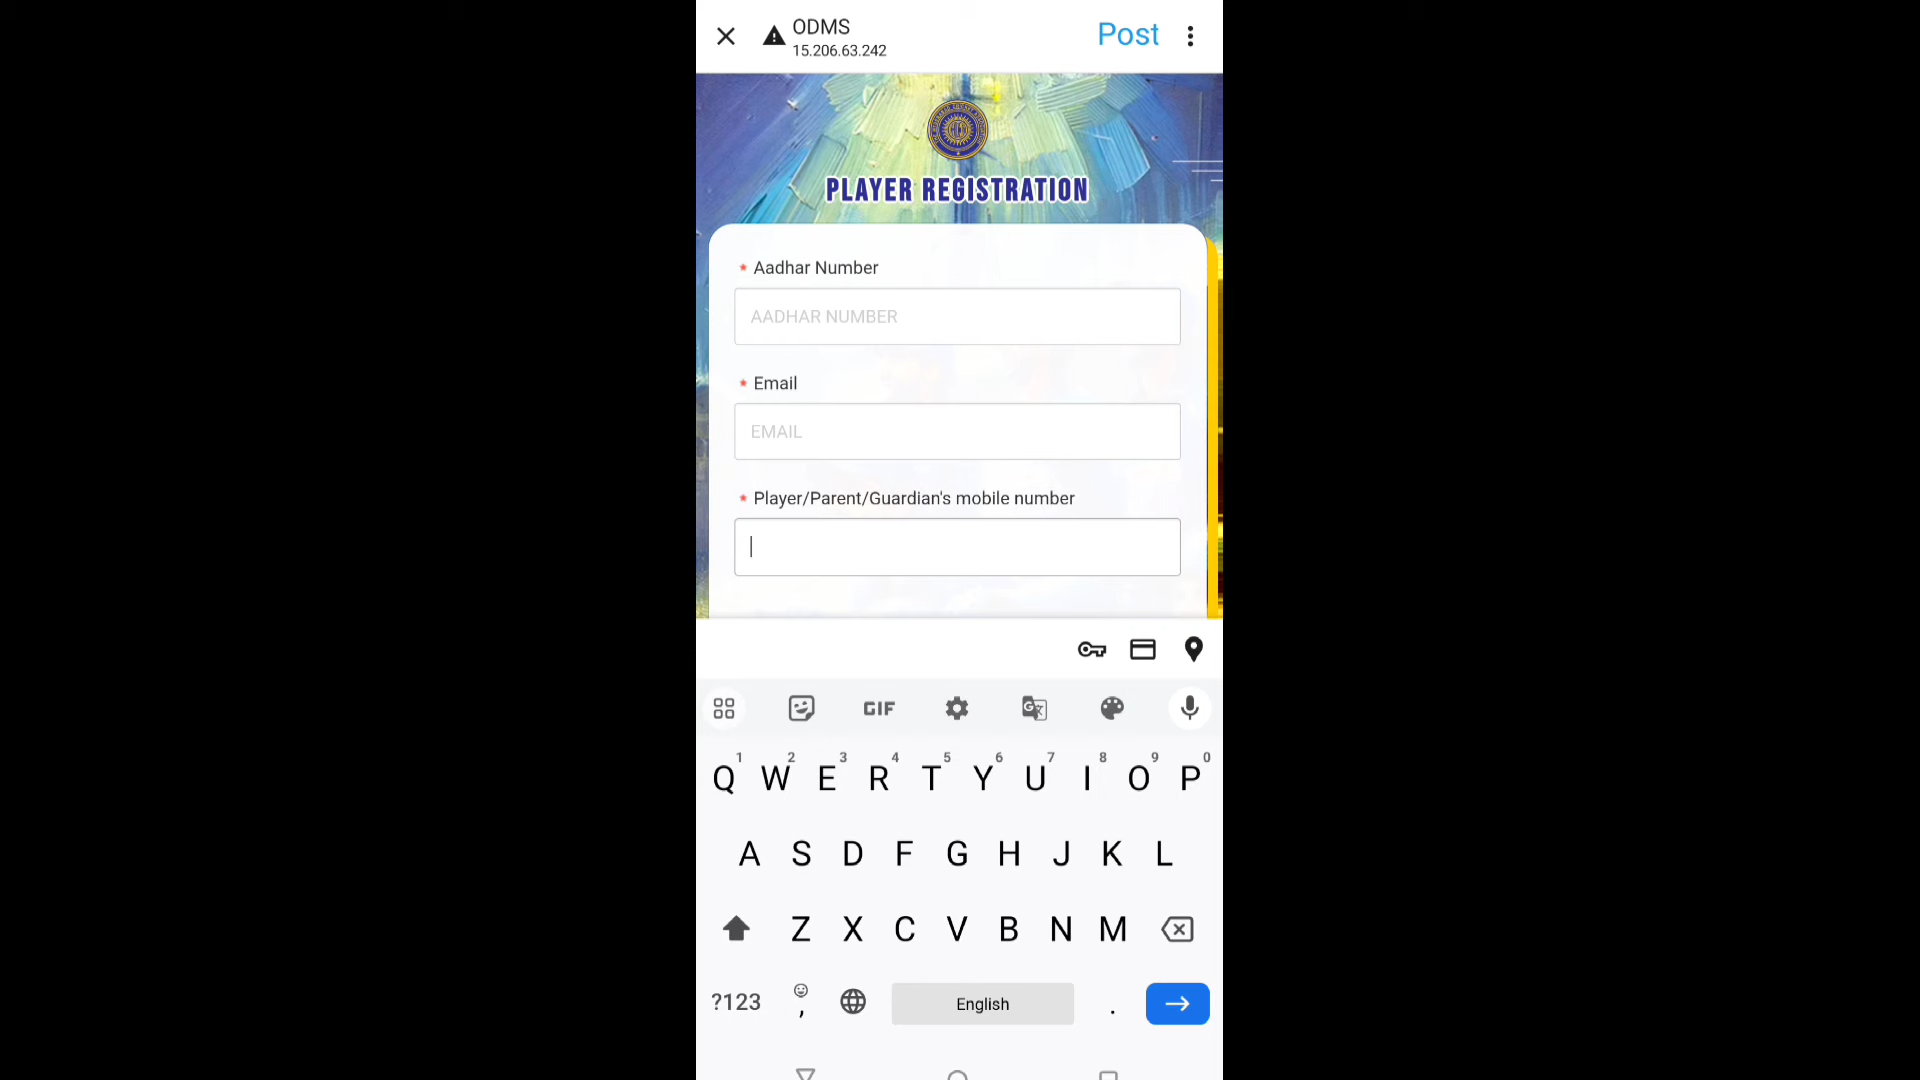 ODMS
15.206.63.242
Post
PLAYER REGISTRATION
* Aadhar Number
AADHAR NUMBER
* Email
EMAIL
* Player/Parent/Guardian's mobile number
GIF
1 2 3 4 5 6 7 8 9 0
Q W E R T Y U I O P
A S D F G H J K L
Z X C V B N M
?123 , English .